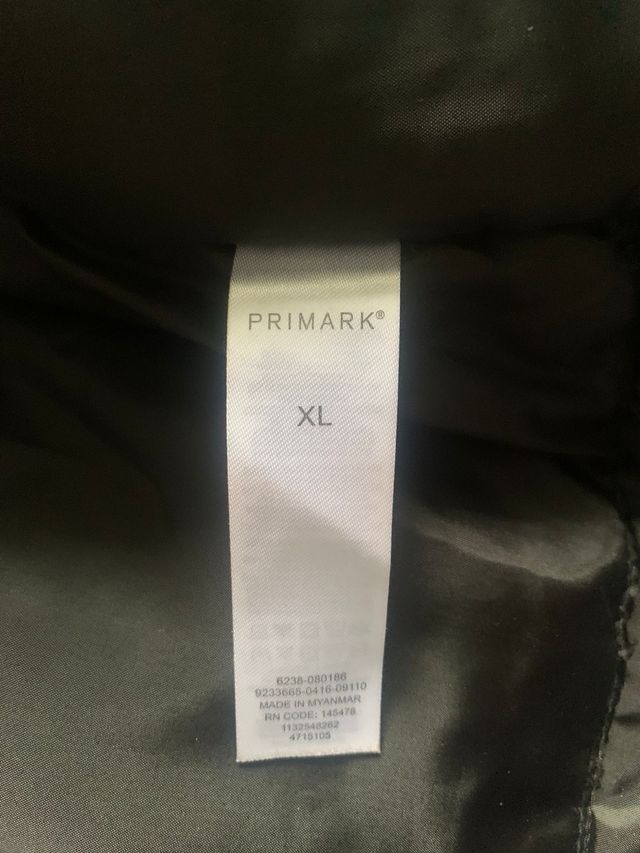 PRIMARK®
XL
6238-080186
9233665-0416-09110
MADE IN MYANMAR
RN CODE: 145478
1132548262
4715105